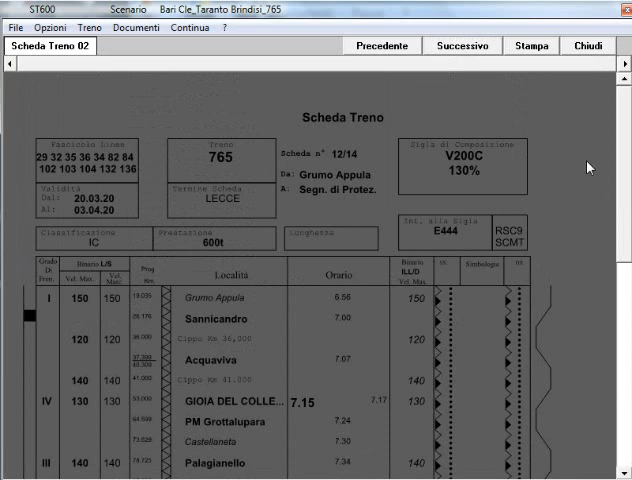 ST600 Scenario Bari Cle_Taranto Brindisi_765
File Opzioni Treno Documenti Continua ?
Scheda Treno 02 Precedente Successivo Stampa Chiudi
Scheda Treno
Fascicolo Linee
29 32 35 36 34 82 84
102 103 104 132 136
Validità
Dal: 20.03.20
Al: 03.04.20
Treno
765
Termine Scheda
LECCE
Scheda n° 12/14
Da: Grumo Appula
A: Segn. di Protez.
Sigla di Composizione
V200C
130%
Int. alla Sigla
E444
RSC9
SCMT
Classificazione
IC
Prestazione
600t
Lunghezza
Grado Di Fren.
Binario L/S
Vel. Max.
Vel. Marc
Prog Km.
Località
Orario
Binario ILL/D
Vel. Max
Simbologia
I 150 150 19.035 Grumo Appula 6.56 150
Sannicandro 7.00
120 120 36.000 Cippo Km 36,000 120
Acquaviva 7.07
140 140 41.000 Cippo Km 41.000 140
IV 130 130 53.000 GIOIA DEL COLLE... 7.15 7.17 130
PM Grottalupara 7.24
Castellaneta 7.30
III 140 140 78.725 Palagianello 7.34 140